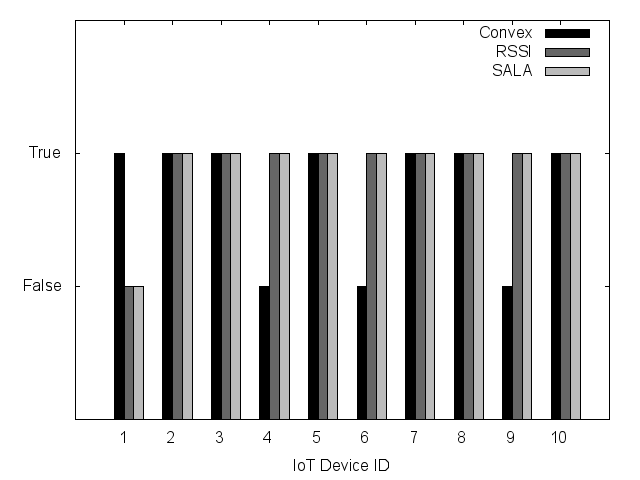 Convex
RSSI
SALA
True
False
1 2 3 4 5 6 7 8 9 10
IoT Device ID